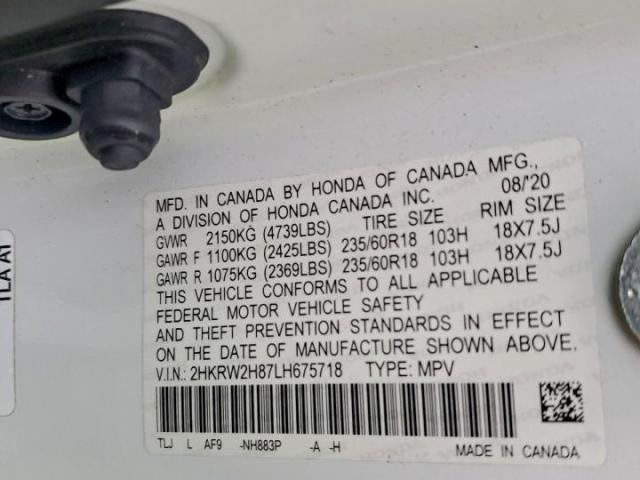 MFD. IN CANADA BY HONDA OF CANADA MFG.,
A DIVISION OF HONDA CANADA INC. 08/'20
GVWR 2150KG (4739LBS) TIRE SIZE RIM SIZE
GAWR F 1100KG (2425LBS) 235/60R18 103H 18X7.5J
GAWR R 1075KG (2369LBS) 235/60R18 103H 18X7.5J
THIS VEHICLE CONFORMS TO ALL APPLICABLE
FEDERAL MOTOR VEHICLE SAFETY
AND THEFT PREVENTION STANDARDS IN EFFECT
ON THE DATE OF MANUFACTURE SHOWN ABOVE.
V.I.N.: 2HKRW2H87LH675718 TYPE: MPV
TLJ L AF9 -NH883P -A -H MADE IN CANADA